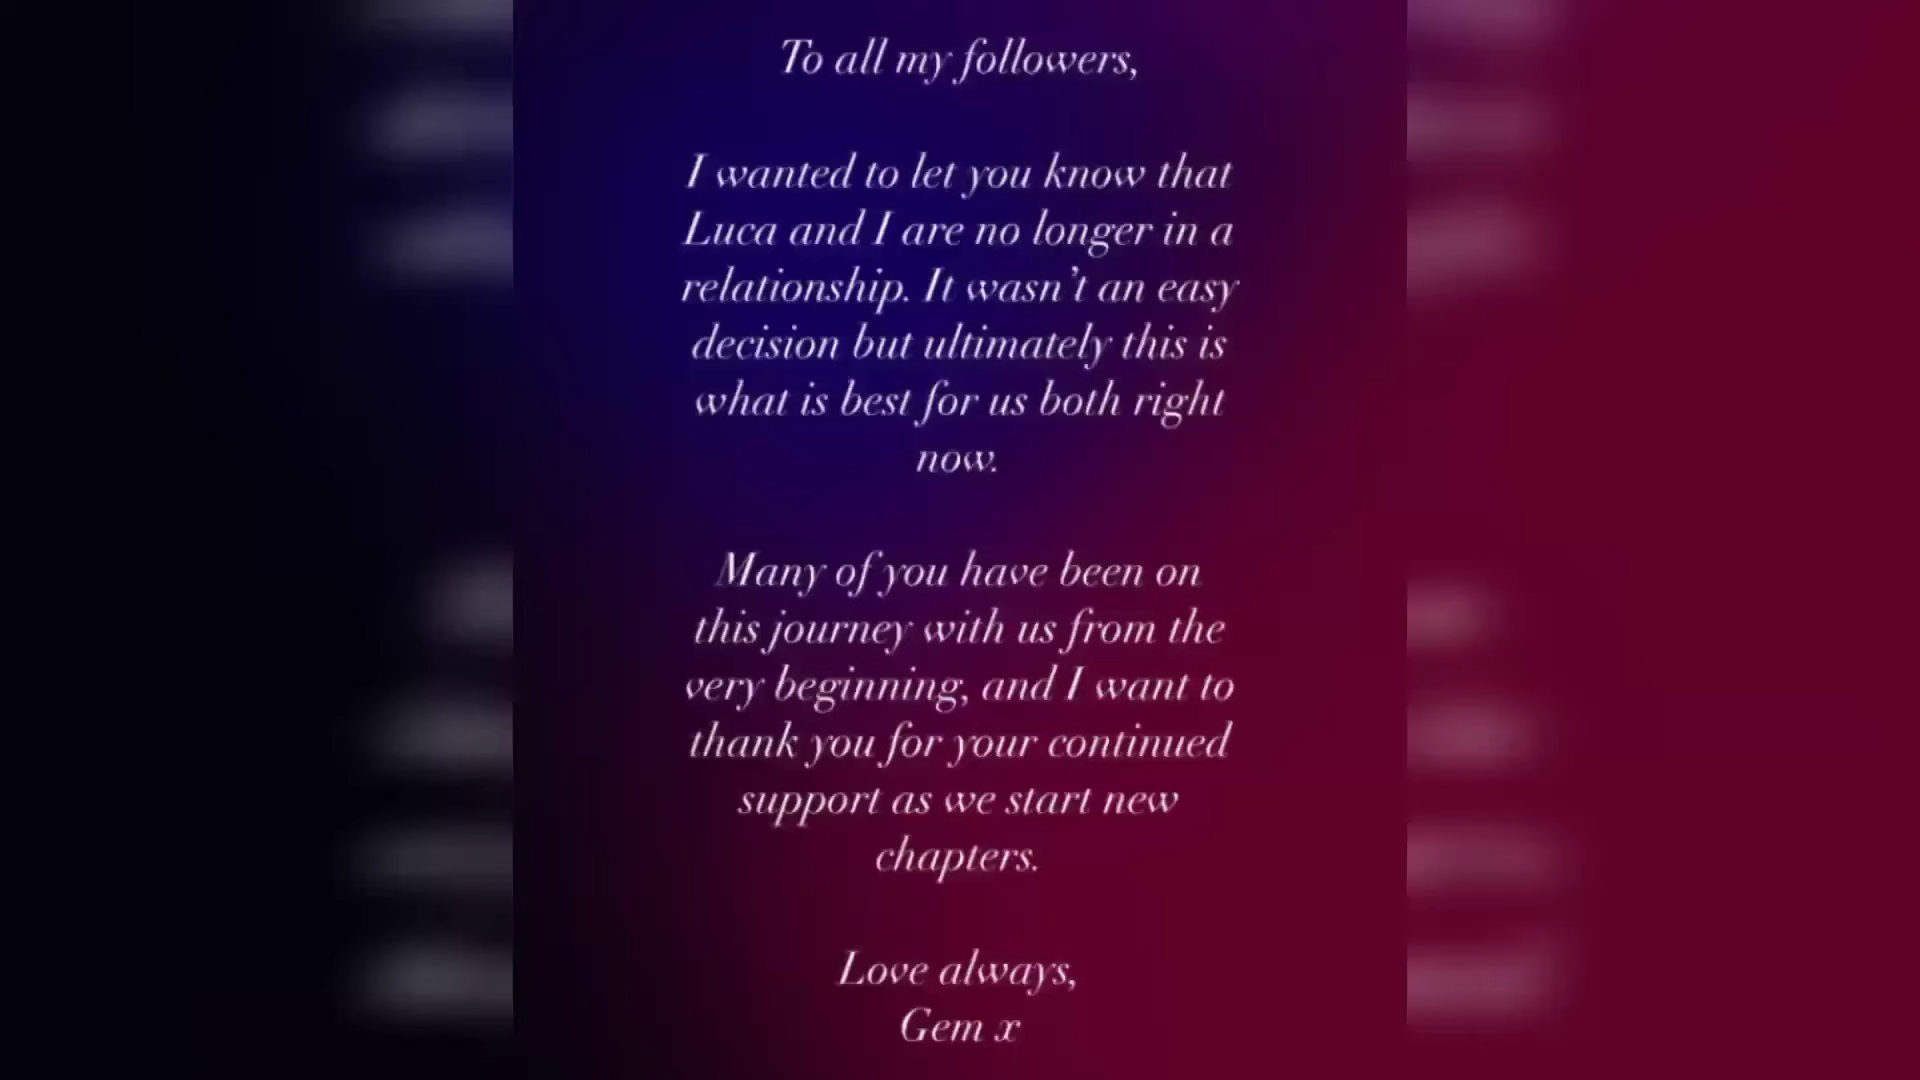 To all my followers,
I wanted to let you know that
Luca and I are no longer in a
relationship. It wasn’t an easy
decision but ultimately this is
what is best for us both right
now.
Many of you have been on
this journey with us from the
very beginning, and I want to
thank you for your continued
support as we start new
chapters.
Love always,
Gem x